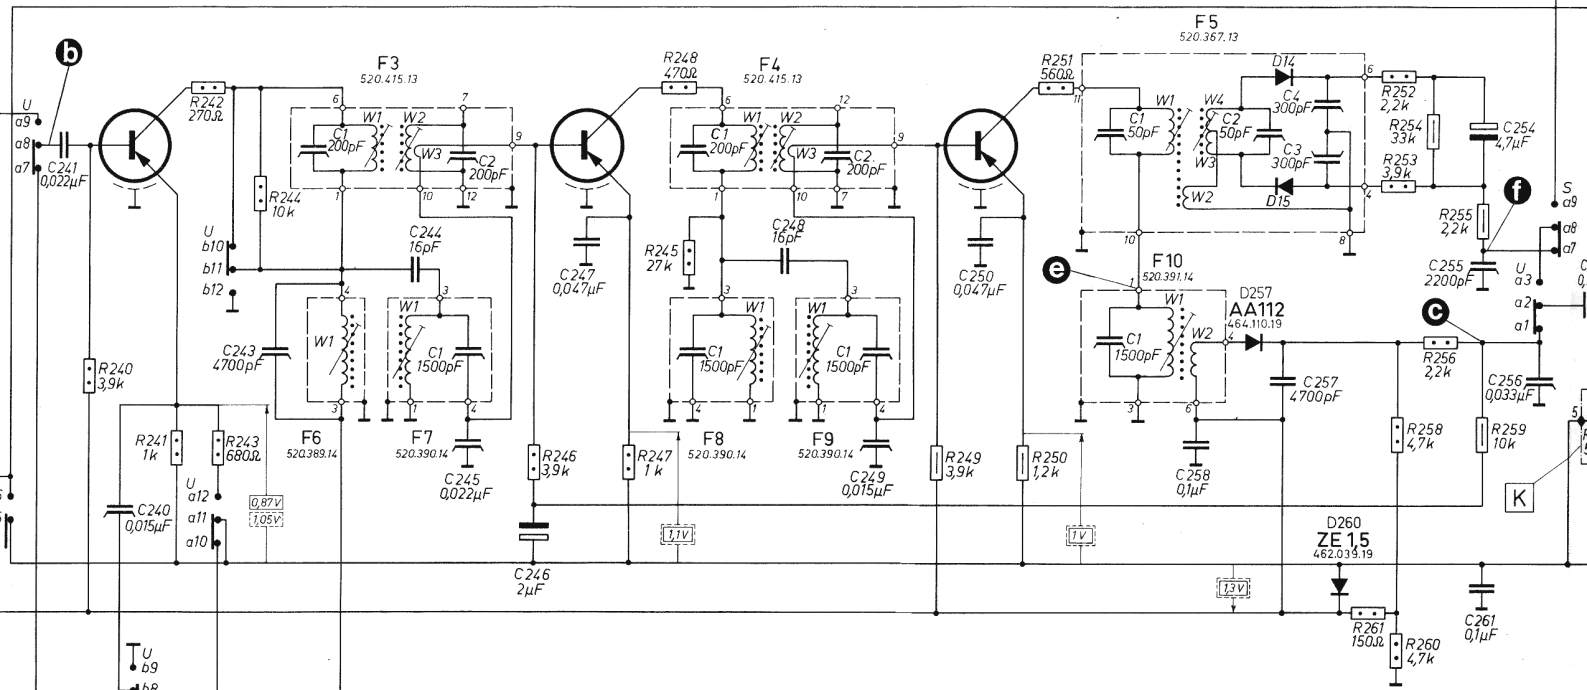 F5
520.367.13
b
F3
520.415.13
R248
470Ω
F4
520.415.13
R251
560Ω
D14
U
a9
a8
a7
C241
0,022µF
R242
270Ω
6
7
W1
W2
C1
200pF
W3
C2
200pF
9
1
10
12
R244
10k
6
12
W1
W2
C1
200pF
W3
C2
200pF
9
1
10
7
11
W1
W4
C1
50pF
C2
50pF
W3
W2
C4
300pF
C3
300pF
D15
6
4
10
8
R252
2,2k
R254
33k
R253
3,9k
C254
4,7µF
S
a9
a8
a7
f
R255
2,2k
C255
2200pF
U
a3
a2
a1
U
b10
b11
b12
C244
16pF
C247
0,047µF
R245
27k
C248
16pF
C250
0,047µF
e
F10
520.391.14
1
D257
AA112
464.110.19
c
4
W1
3
C243
4700pF
3
W1
C1
1500pF
1
4
3
W1
C1
1500pF
4
1
3
W1
C1
1500pF
1
4
W1
W2
C1
1500pF
4
3
6
C257
4700pF
R256
2,2k
C256
0,033µF
R240
3,9k
R241
1k
R243
680Ω
F6
520.389.14
F7
520.390.14
C245
0,022µF
R246
3,9k
R247
1k
F8
520.390.14
F9
520.390.14
C249
0,015µF
R249
3,9k
R250
1,2k
C258
0,1µF
R258
4,7k
R259
10k
5
K
C240
0,015µF
U
a12
a11
a10
0,87V
1,05V
C246
2µF
1,1V
1V
D260
ZE 1,5
462.039.19
1,3V
R261
150Ω
R260
4,7k
C261
0,1µF
U
b9
b8